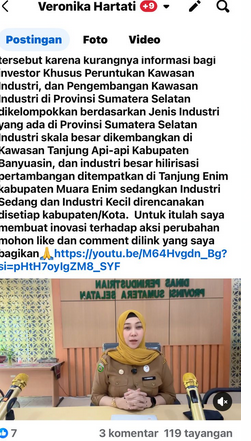 Veronika Hartati +9
Postingan Foto Video
tersebut karena kurangnya informasi bagi
investor Khusus Peruntukan Kawasan
Industri, dan Pengembangan Kawasan
Industri di Provinsi Sumatera Selatan
dikelompokkan berdasarkan Jenis Industri
yang ada di Provinsi Sumatera Selatan
Industri skala besar dikembangkan di
Kawasan Tanjung Api-api Kabupaten
Banyuasin, dan industri besar hilirisasi
pertambangan ditempatkan di Tanjung Enim
kabupaten Muara Enim sedangkan Industri
Sedang dan Industri Kecil direncanakan
disetiap kabupaten/Kota. Untuk itulah saya
membuat inovasi terhadap aksi perubahan
mohon like dan comment dilink yang saya
bagikan🙏https://youtu.be/M64Hvgdn_Bg?
si=pHtH7oyIgZM8_SYF
DINAS PERINDUSTRIAN
PROVINSI SUMATERA SELATAN
7 3 komentar 119 tayangan